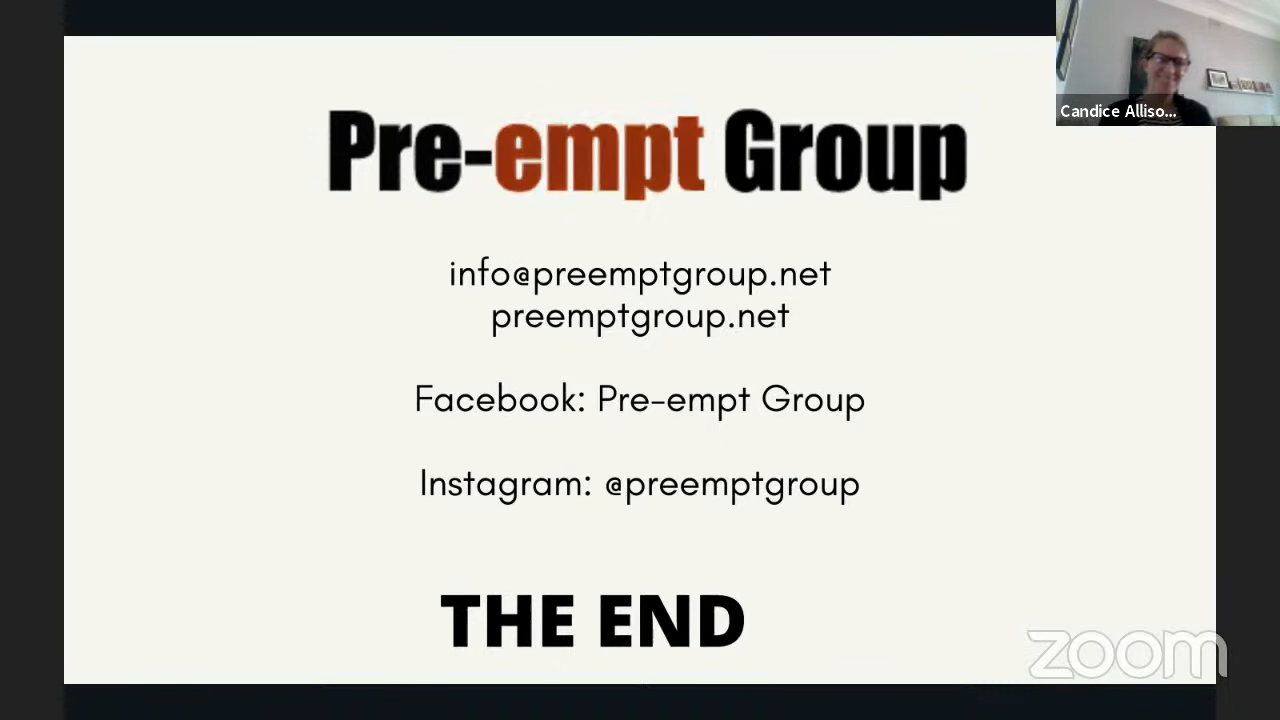 Candice Alliso...
Pre-empt Group
info@preemptgroup.net
preemptgroup.net
Facebook: Pre-empt Group
Instagram: @preemptgroup
THE END
zoom